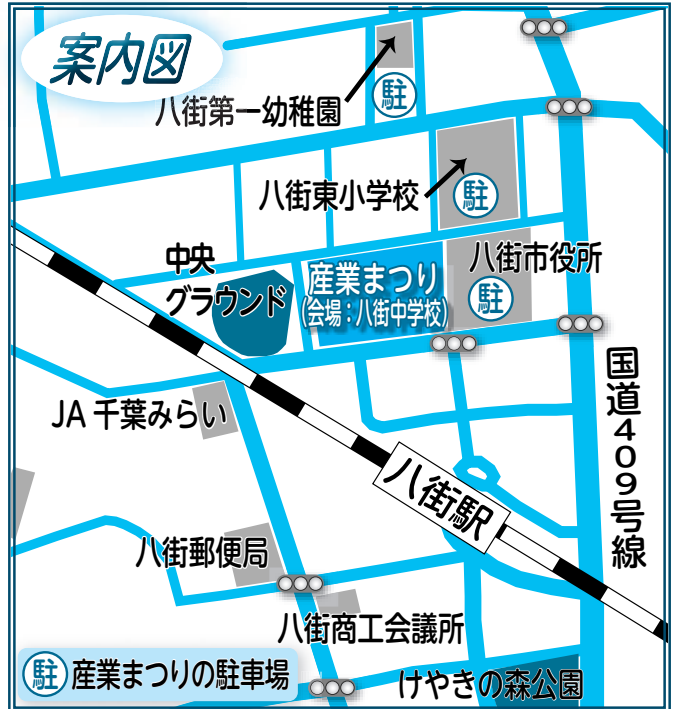 案内図
八街第一幼稚園
駐
八街東小学校
駐
中央
グラウンド
産業まつり
(会場:八街中学校)
八街市役所
駐
国道409号線
JA千葉みらい
八街駅
八街郵便局
八街商工会議所
駐 産業まつりの駐車場
けやきの森公園